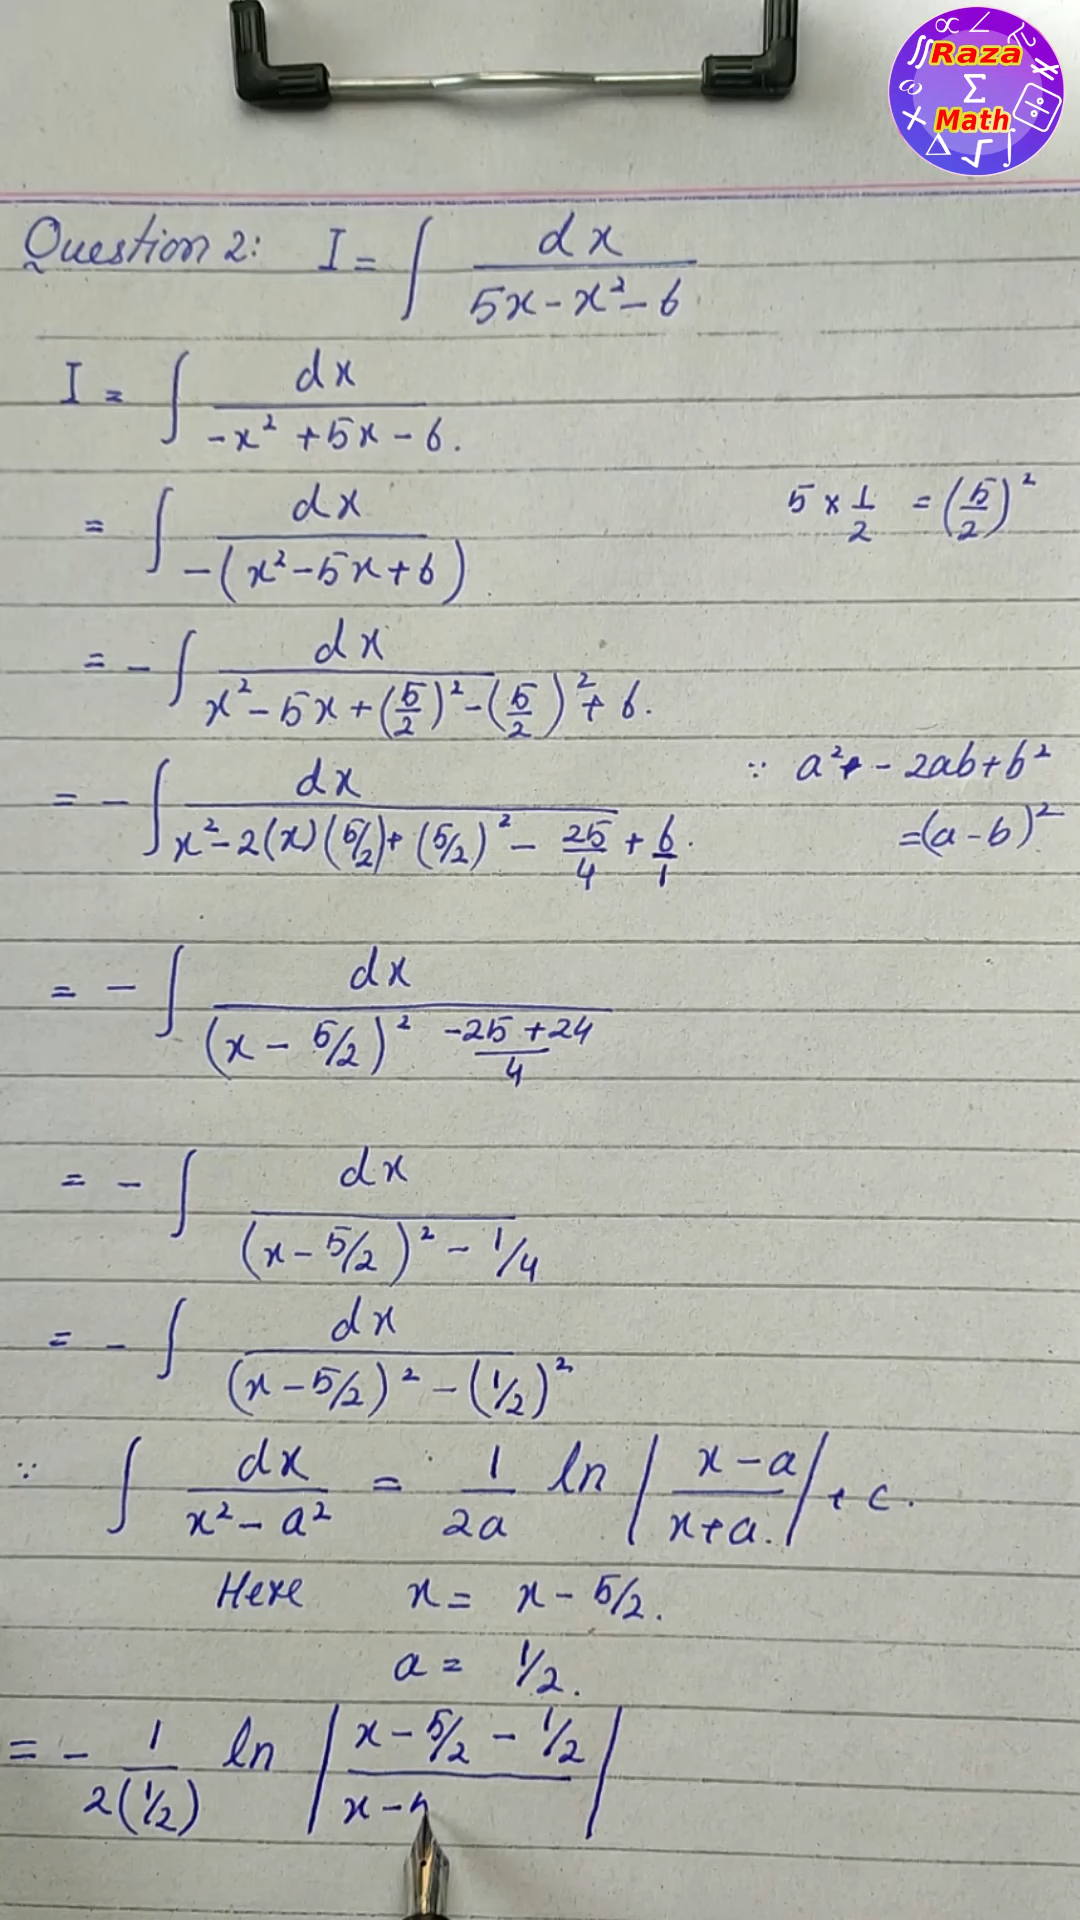 Raza
Σ
Math
Question 2: I = ∫ dx / (5x - x² - 6)
I = ∫ dx / (-x² + 5x - 6).
= ∫ dx / (-(x² - 5x + 6))
5 × 1/2 = (5/2)²
= - ∫ dx / (x² - 5x + (5/2)² - (5/2)² + 6.)
= - ∫ dx / (x² - 2(x)(5/2) + (5/2)² - 25/4 + 6/1.)
∵ a² - 2ab + b²
= (a - b)²
= - ∫ dx / ((x - 5/2)² (-25 + 24)/4)
= - ∫ dx / ((x - 5/2)² - 1/4)
= - ∫ dx / ((x - 5/2)² - (1/2)²)
∵ ∫ dx / (x² - a²) = 1/2a ln |(x - a)/(x + a.)| + c.
Here x = x - 5/2.
a = 1/2.
= - 1/(2(1/2)) ln |(x - 5/2 - 1/2)/(x -